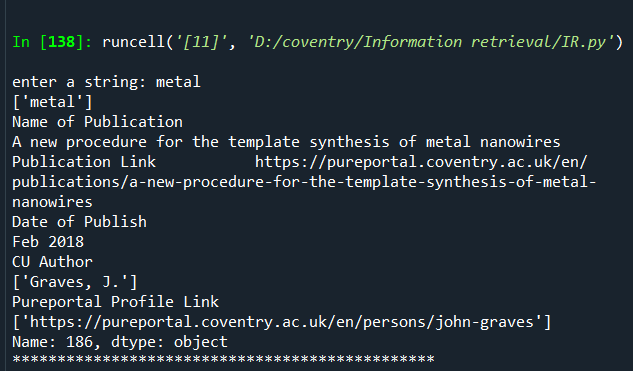 In [138]: runcell('[11]', 'D:/coventry/Information retrieval/IR.py')
enter a string: metal
['metal']
Name of Publication
A new procedure for the template synthesis of metal nanowires
Publication Link           https://pureportal.coventry.ac.uk/en/
publications/a-new-procedure-for-the-template-synthesis-of-metal-
nanowires
Date of Publish
Feb 2018
CU Author
['Graves, J.']
Pureportal Profile Link
['https://pureportal.coventry.ac.uk/en/persons/john-graves']
Name: 186, dtype: object
***********************************************